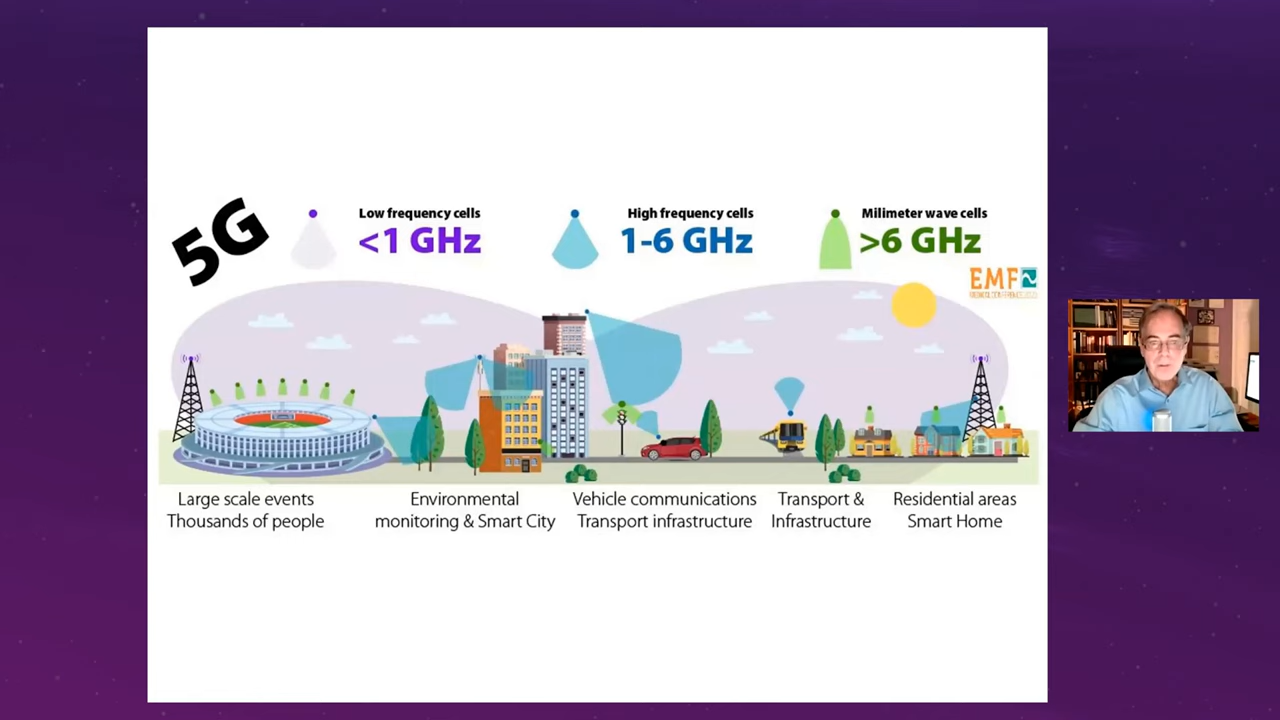 5G
Low frequency cells
<1 GHz
High frequency cells
1-6 GHz
Milimeter wave cells
>6 GHz
EMF
Large scale events
Thousands of people
Environmental
monitoring & Smart City
Vehicle communications
Transport infrastructure
Transport &
Infrastructure
Residential areas
Smart Home